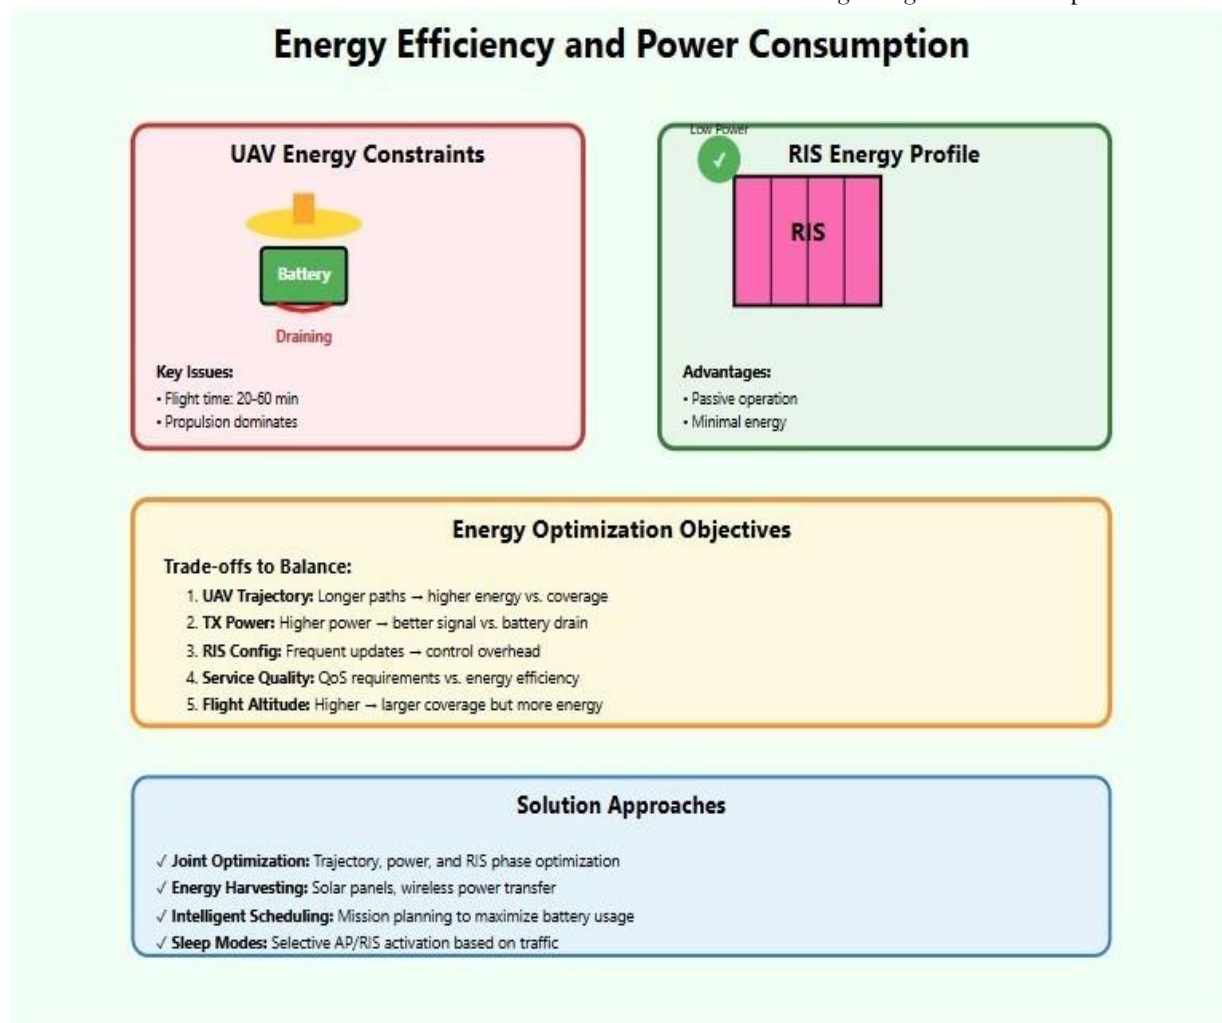 Energy Efficiency and Power Consumption
UAV Energy Constraints
Battery
Draining
Key Issues:
• Flight time: 20-60 min
• Propulsion dominates
Low Power
✓
RIS Energy Profile
RIS
Advantages:
• Passive operation
• Minimal energy
Energy Optimization Objectives
Trade-offs to Balance:
1. UAV Trajectory: Longer paths → higher energy vs. coverage
2. TX Power: Higher power → better signal vs. battery drain
3. RIS Config: Frequent updates → control overhead
4. Service Quality: QoS requirements vs. energy efficiency
5. Flight Altitude: Higher → larger coverage but more energy
Solution Approaches
✓ Joint Optimization: Trajectory, power, and RIS phase optimization
✓ Energy Harvesting: Solar panels, wireless power transfer
✓ Intelligent Scheduling: Mission planning to maximize battery usage
✓ Sleep Modes: Selective AP/RIS activation based on traffic